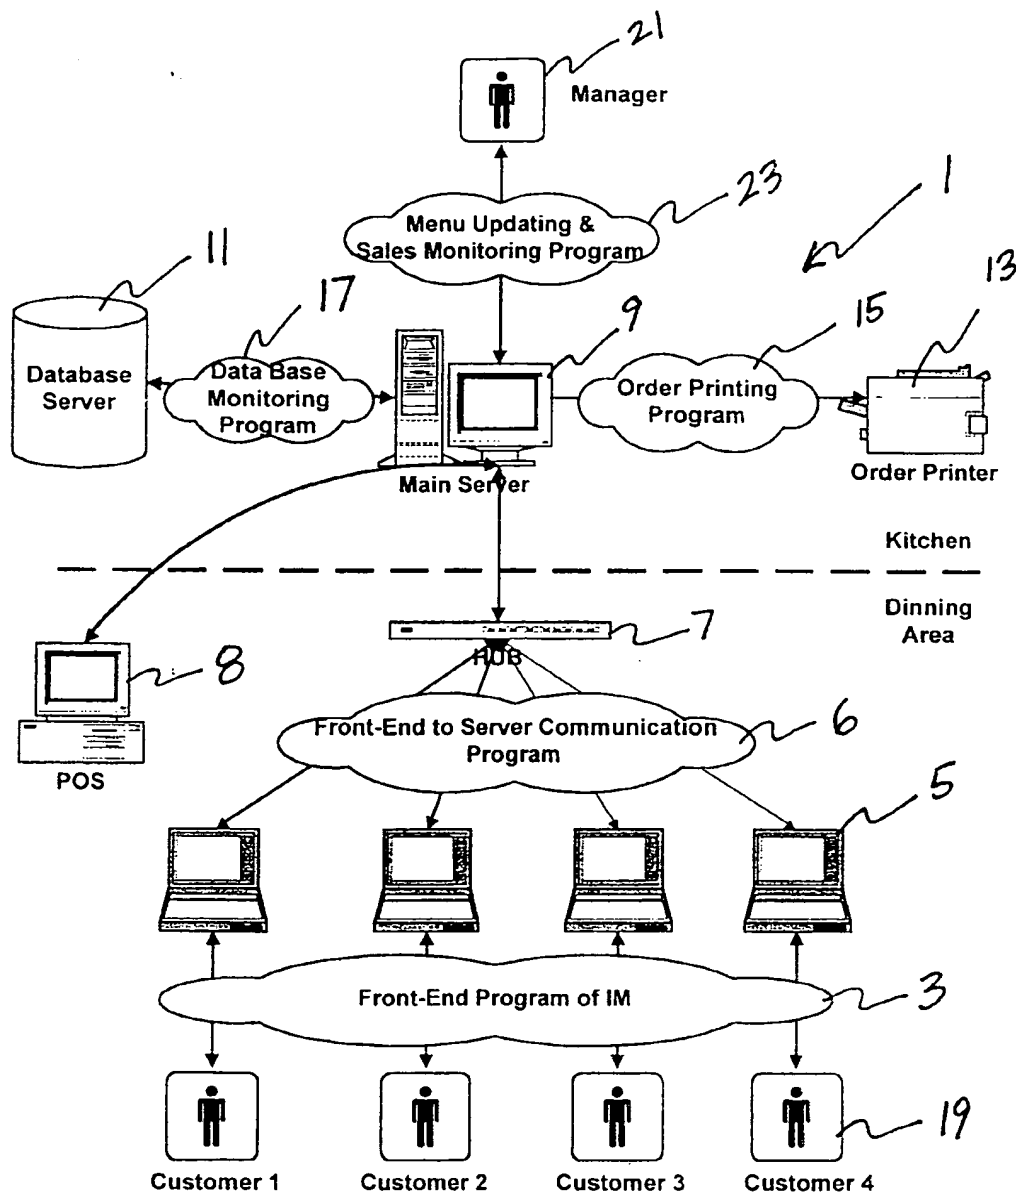 21
Manager
23
1
Menu Updating &
Sales Monitoring Program
11
17
9
15
13
Database
Server
Data Base
Monitoring
Program
Order Printing
Program
Main Server
Order Printer
Kitchen
Dinning
Area
7
HUB
8
POS
Front-End to Server Communication
Program
6
5
Front-End Program of IM
3
19
Customer 1
Customer 2
Customer 3
Customer 4